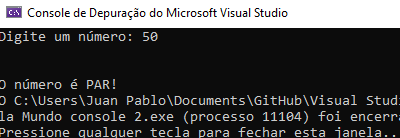 Console de Depuração do Microsoft Visual Studio
Digite um número: 50
O número é PAR!
O C:\Users\Juan Pablo\Documents\GitHub\Visual Studi
la Mundo console 2.exe (processo 11104) foi encerra
Pressione qualquer tecla para fechar esta janela..